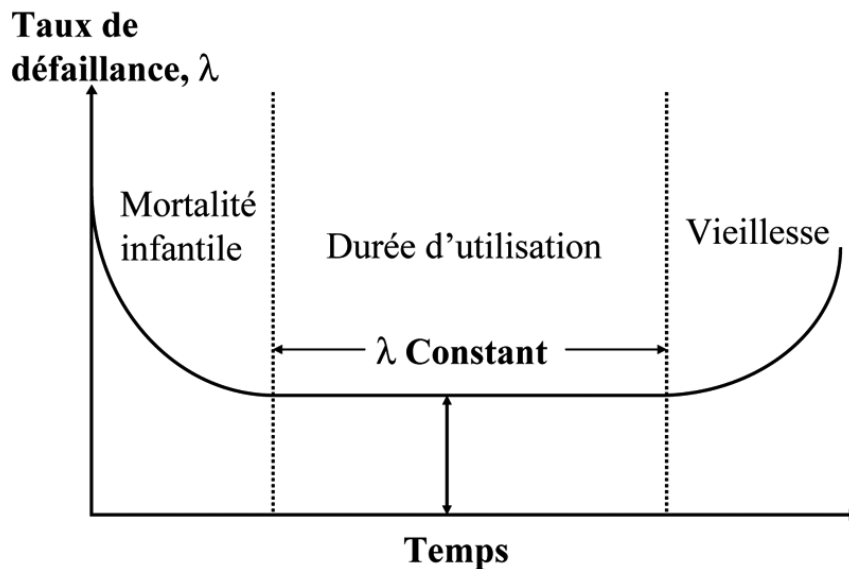 Taux de
défaillance, λ
Mortalité
infantile
Durée d’utilisation
Vieillesse
λ Constant
Temps